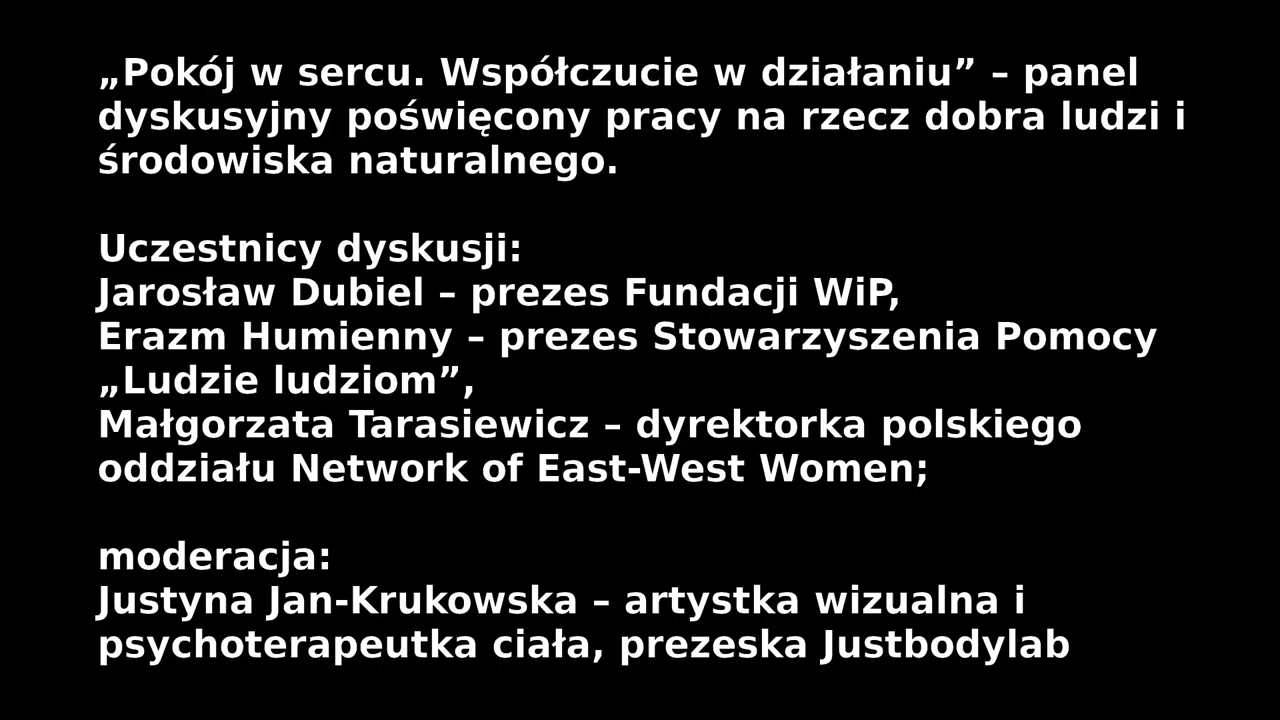 „Pokój w sercu. Współczucie w działaniu” – panel
dyskusyjny poświęcony pracy na rzecz dobra ludzi i
środowiska naturalnego.
Uczestnicy dyskusji:
Jarosław Dubiel – prezes Fundacji WiP,
Erazm Humienny – prezes Stowarzyszenia Pomocy
„Ludzie ludziom”,
Małgorzata Tarasiewicz – dyrektorka polskiego
oddziału Network of East-West Women;
moderacja:
Justyna Jan-Krukowska – artystka wizualna i
psychoterapeutka ciała, prezeska Justbodylab